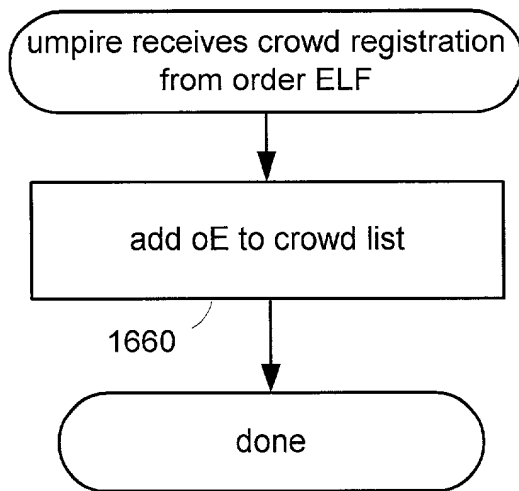 umpire receives crowd registration
from order ELF
add oE to crowd list
1660
done